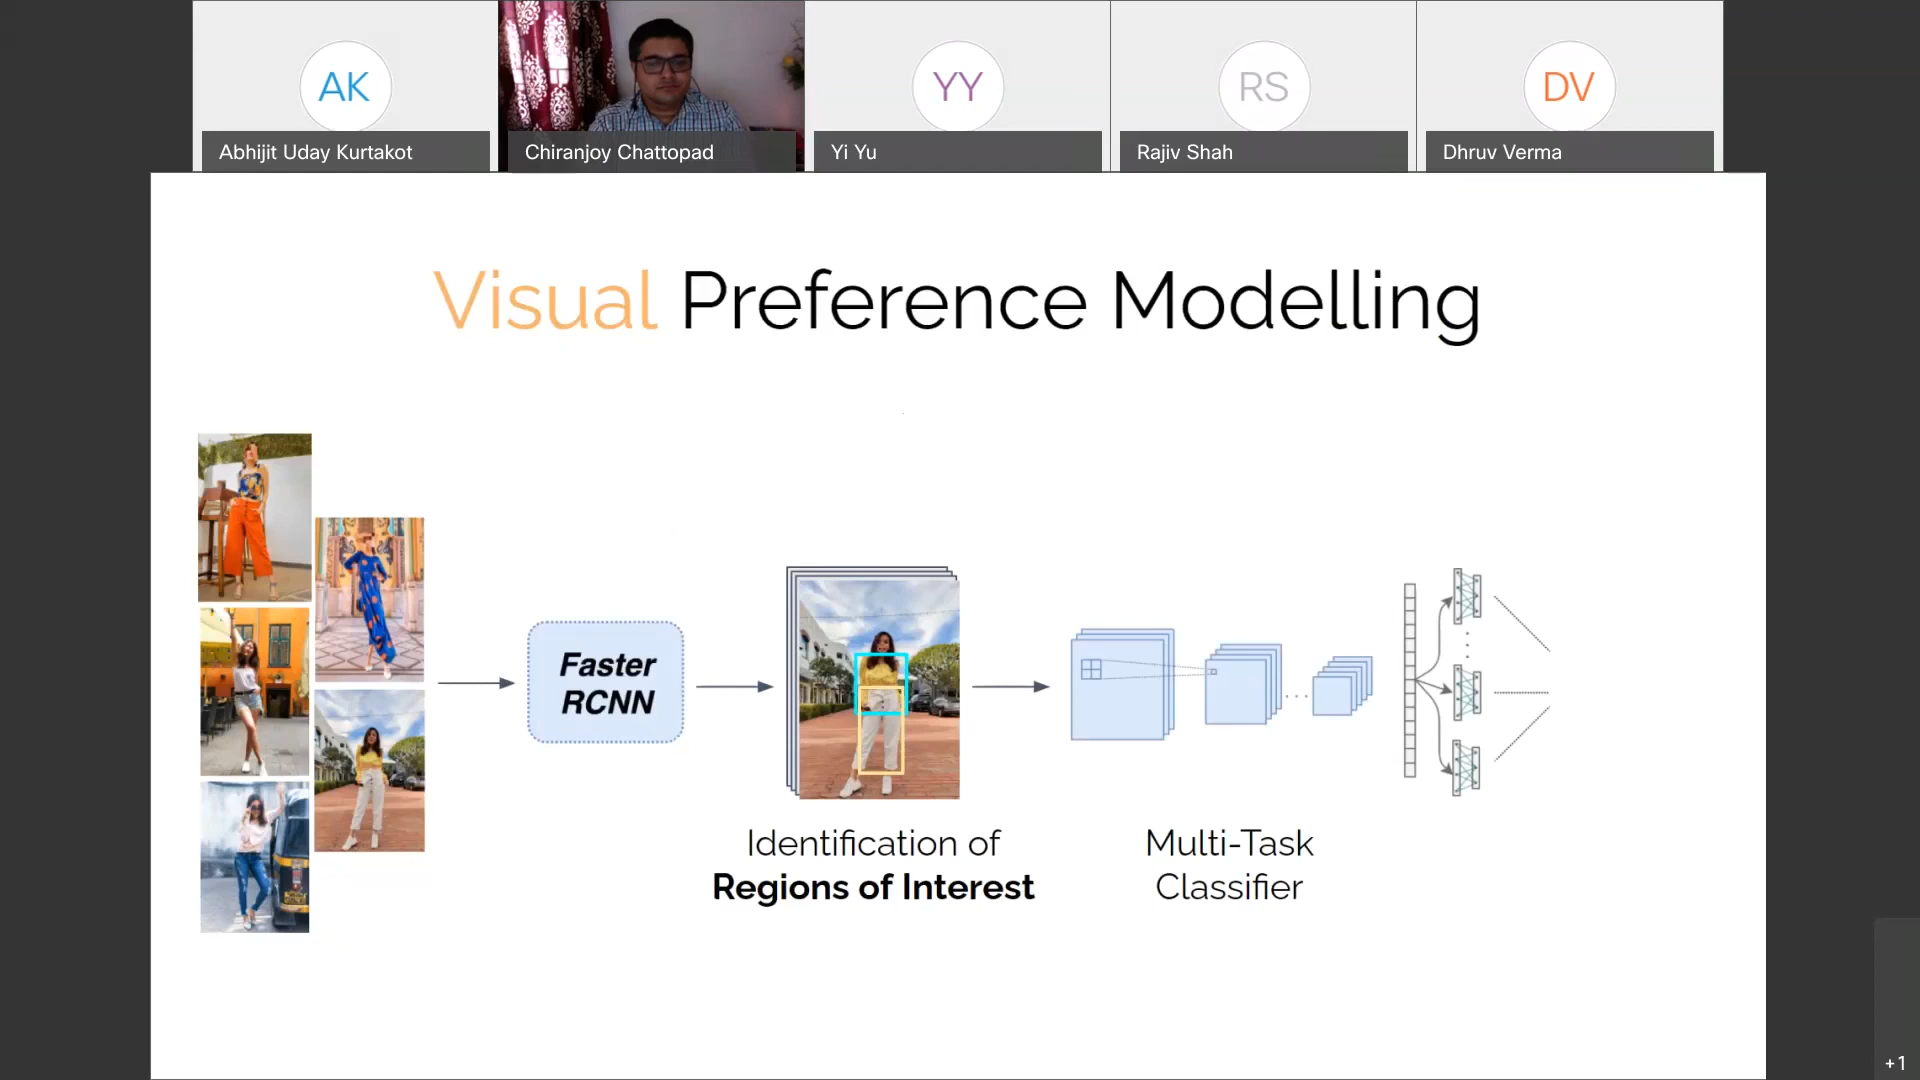 AK
YY
RS
DV
Abhijit Uday Kurtakot
Chiranjoy Chattopad
Yi Yu
Rajiv Shah
Dhruv Verma
Visual Preference Modelling
Faster
RCNN
Identification of
Regions of Interest
Multi-Task
Classifier
+1